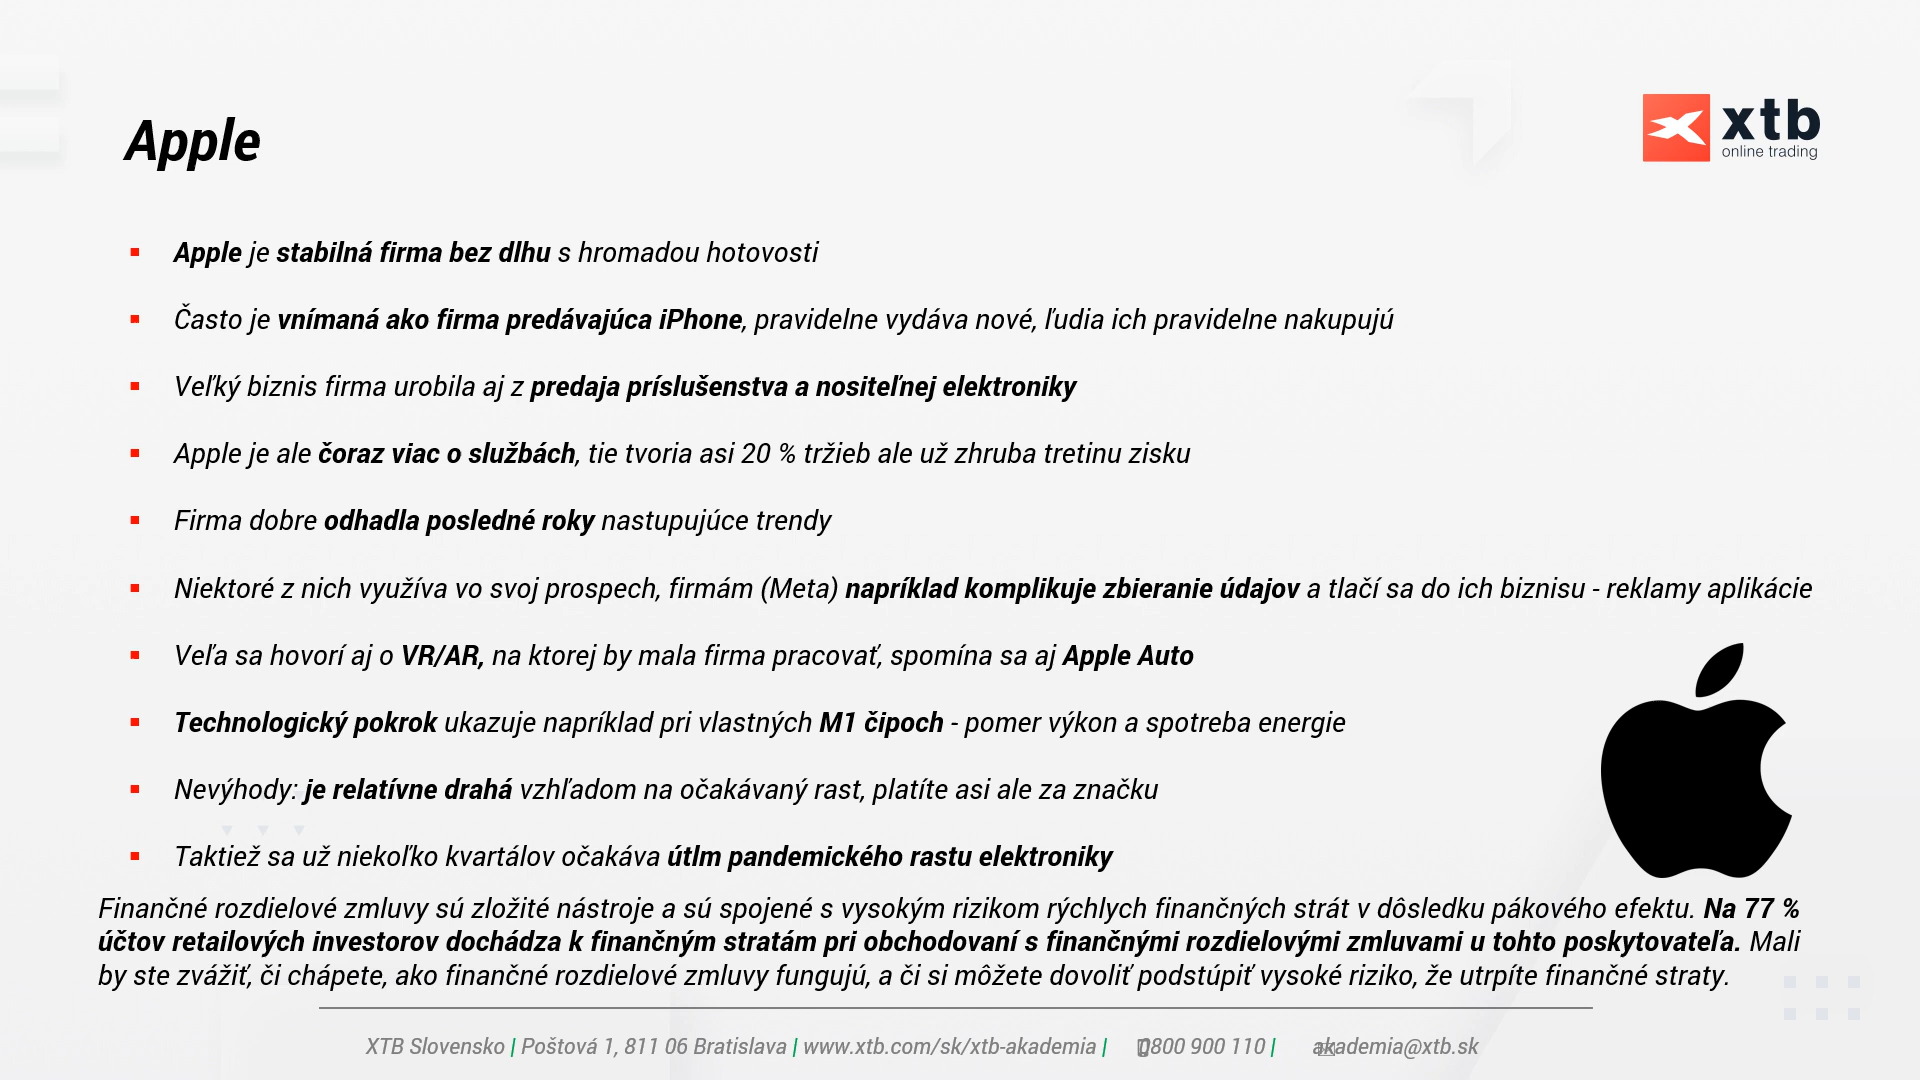 Apple
xtb
online trading
Apple je stabilná firma bez dlhu s hromadou hotovosti
Často je vnímaná ako firma predávajúca iPhone, pravidelne vydáva nové, ľudia ich pravidelne nakupujú
Veľký biznis firma urobila aj z predaja príslušenstva a nositeľnej elektroniky
Apple je ale čoraz viac o službách, tie tvoria asi 20 % tržieb ale už zhruba tretinu zisku
Firma dobre odhadla posledné roky nastupujúce trendy
Niektoré z nich využíva vo svoj prospech, firmám (Meta) napríklad komplikuje zbieranie údajov a tlačí sa do ich biznisu - reklamy aplikácie
Veľa sa hovorí aj o VR/AR, na ktorej by mala firma pracovať, spomína sa aj Apple Auto
Technologický pokrok ukazuje napríklad pri vlastných M1 čipoch - pomer výkon a spotreba energie
Nevýhody: je relatívne drahá vzhľadom na očakávaný rast, platíte asi ale za značku
Taktiež sa už niekoľko kvartálov očakáva útlm pandemického rastu elektroniky
Finančné rozdielové zmluvy sú zložité nástroje a sú spojené s vysokým rizikom rýchlych finančných strát v dôsledku pákového efektu. Na 77 %
účtov retailových investorov dochádza k finančným stratám pri obchodovaní s finančnými rozdielovými zmluvami u tohto poskytovateľa. Mali
by ste zvážiť, či chápete, ako finančné rozdielové zmluvy fungujú, a či si môžete dovoliť podstúpiť vysoké riziko, že utrpíte finančné straty.
XTB Slovensko | Poštová 1, 811 06 Bratislava | www.xtb.com/sk/xtb-akademia | 0800 900 110 | akademia@xtb.sk